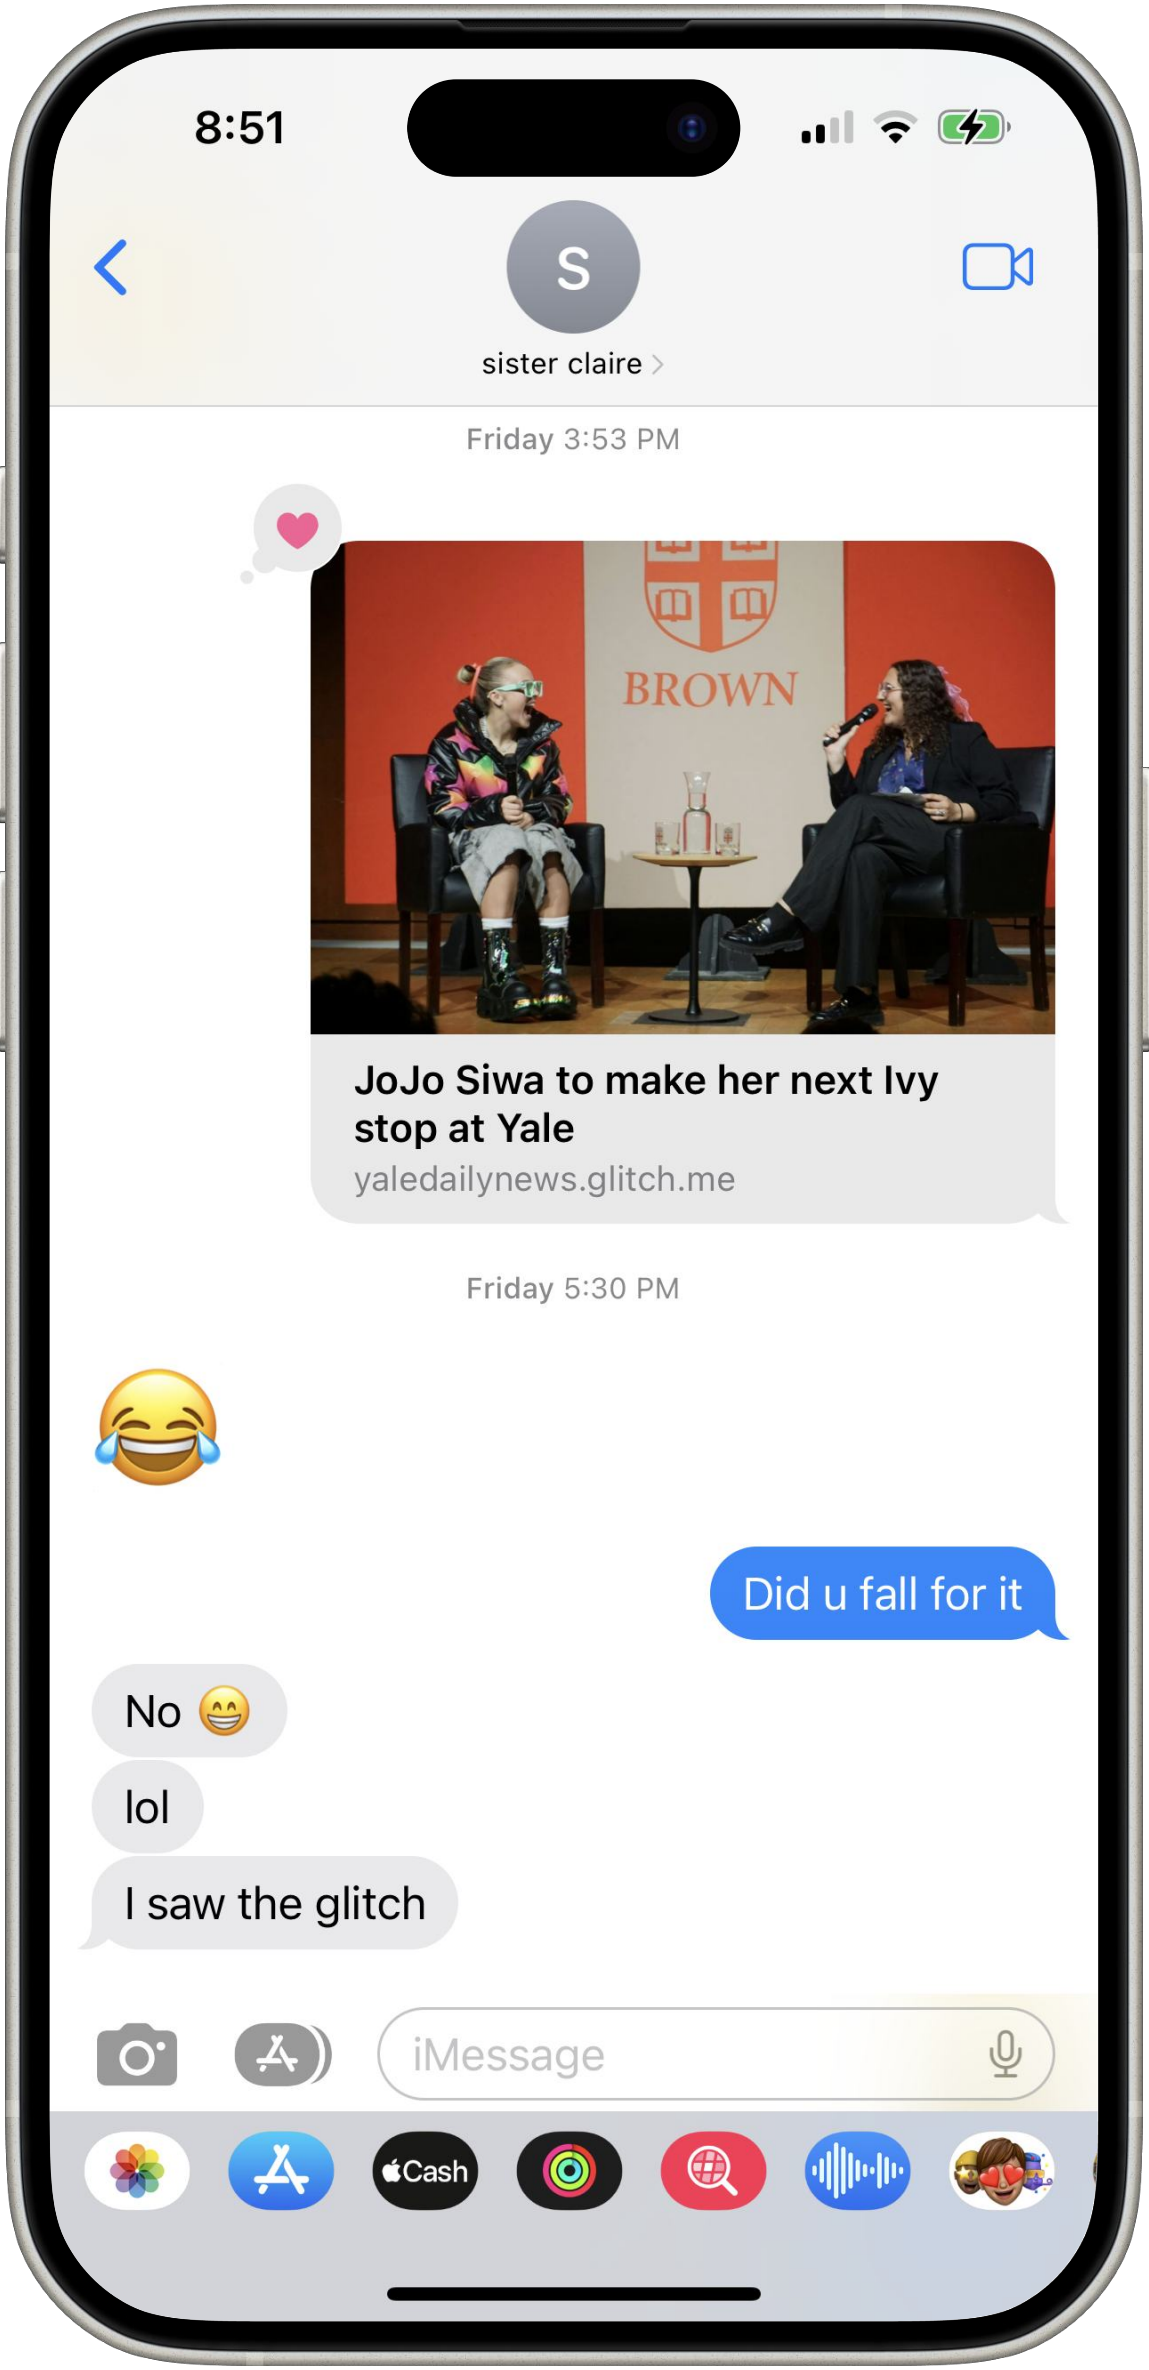 8:51
S
sister claire
Friday 3:53 PM
BROWN
JoJo Siwa to make her next Ivy
stop at Yale
yaledailynews.glitch.me
Friday 5:30 PM
Did u fall for it
No 😁
lol
I saw the glitch
iMessage
Cash